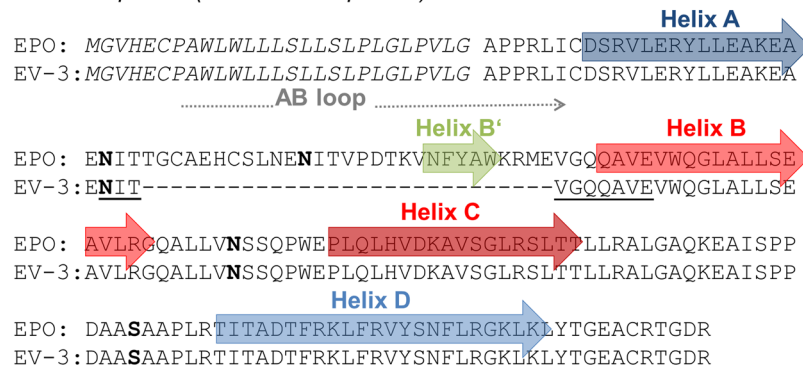 Helix A
EPO: MGVHECPAWLWLLLSLLSLPLGLPVLG APPRLICDSRVLERYLLEAKEA
EV-3:MGVHECPAWLWLLLSLLSLPLGLPVLG APPRLICDSRVLERYLLEAKEA
AB loop
Helix B‘ Helix B
EPO: ENITTGCAEHCSLNENITVPDTKVNFYAWKRMEVGQQAVEVWQGLALLSE
EV-3:ENIT-------------------------VGQQAVEVWQGLALLSE
Helix C
EPO: AVLRGQALLVNSSQPWEPLQLHVDKAVSGLRSLTTLLRALGAQKEAISPP
EV-3:AVLRGQALLVNSSQPWEPLQLHVDKAVSGLRSLTTLLRALGAQKEAISPP
Helix D
EPO: DAASAAPLRTITADTFRKLFRVYSNFLRGKLKLYTGEACRTGDR
EV-3:DAASAAPLRTITADTFRKLFRVYSNFLRGKLKLYTGEACRTGDR